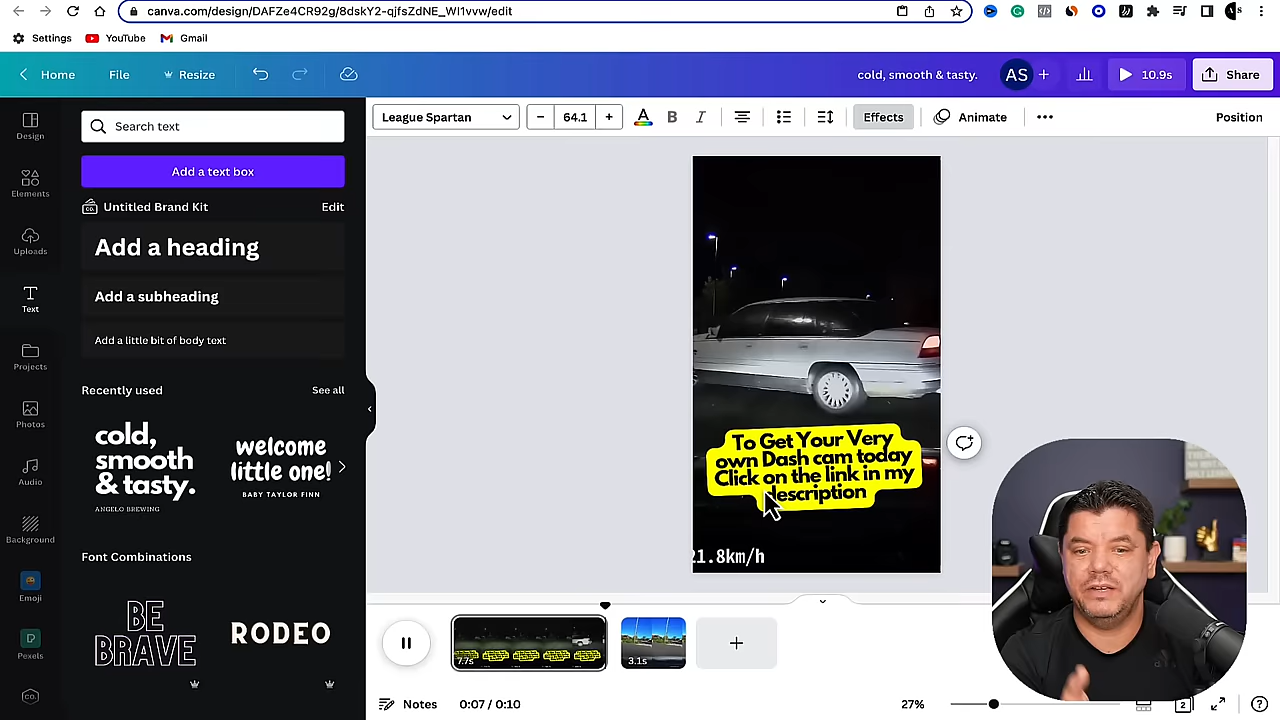 canva.com/design/DAFZe4CR92g/8dskY2-qjfsZdNE_Wl1vvw/edit
Settings
YouTube
Gmail
Home
File
Resize
cold, smooth & tasty.
AS
10.9s
Share
Design
Elements
Uploads
Text
Projects
Photos
Audio
Background
Emoji
Pexels
Search text
Add a text box
Untitled Brand Kit
Edit
Add a heading
Add a subheading
Add a little bit of body text
Recently used
See all
cold,
smooth
& tasty.
ANGELO BREWING
welcome
little one!
BABY TAYLOR FINN
Font Combinations
BE
BRAVE
RODEO
League Spartan
64.1
Effects
Animate
Position
To Get Your Very
own Dash cam today
Click on the link in my
description
21.8km/h
7.7s
3.1s
Notes
0:07 / 0:10
27%
2